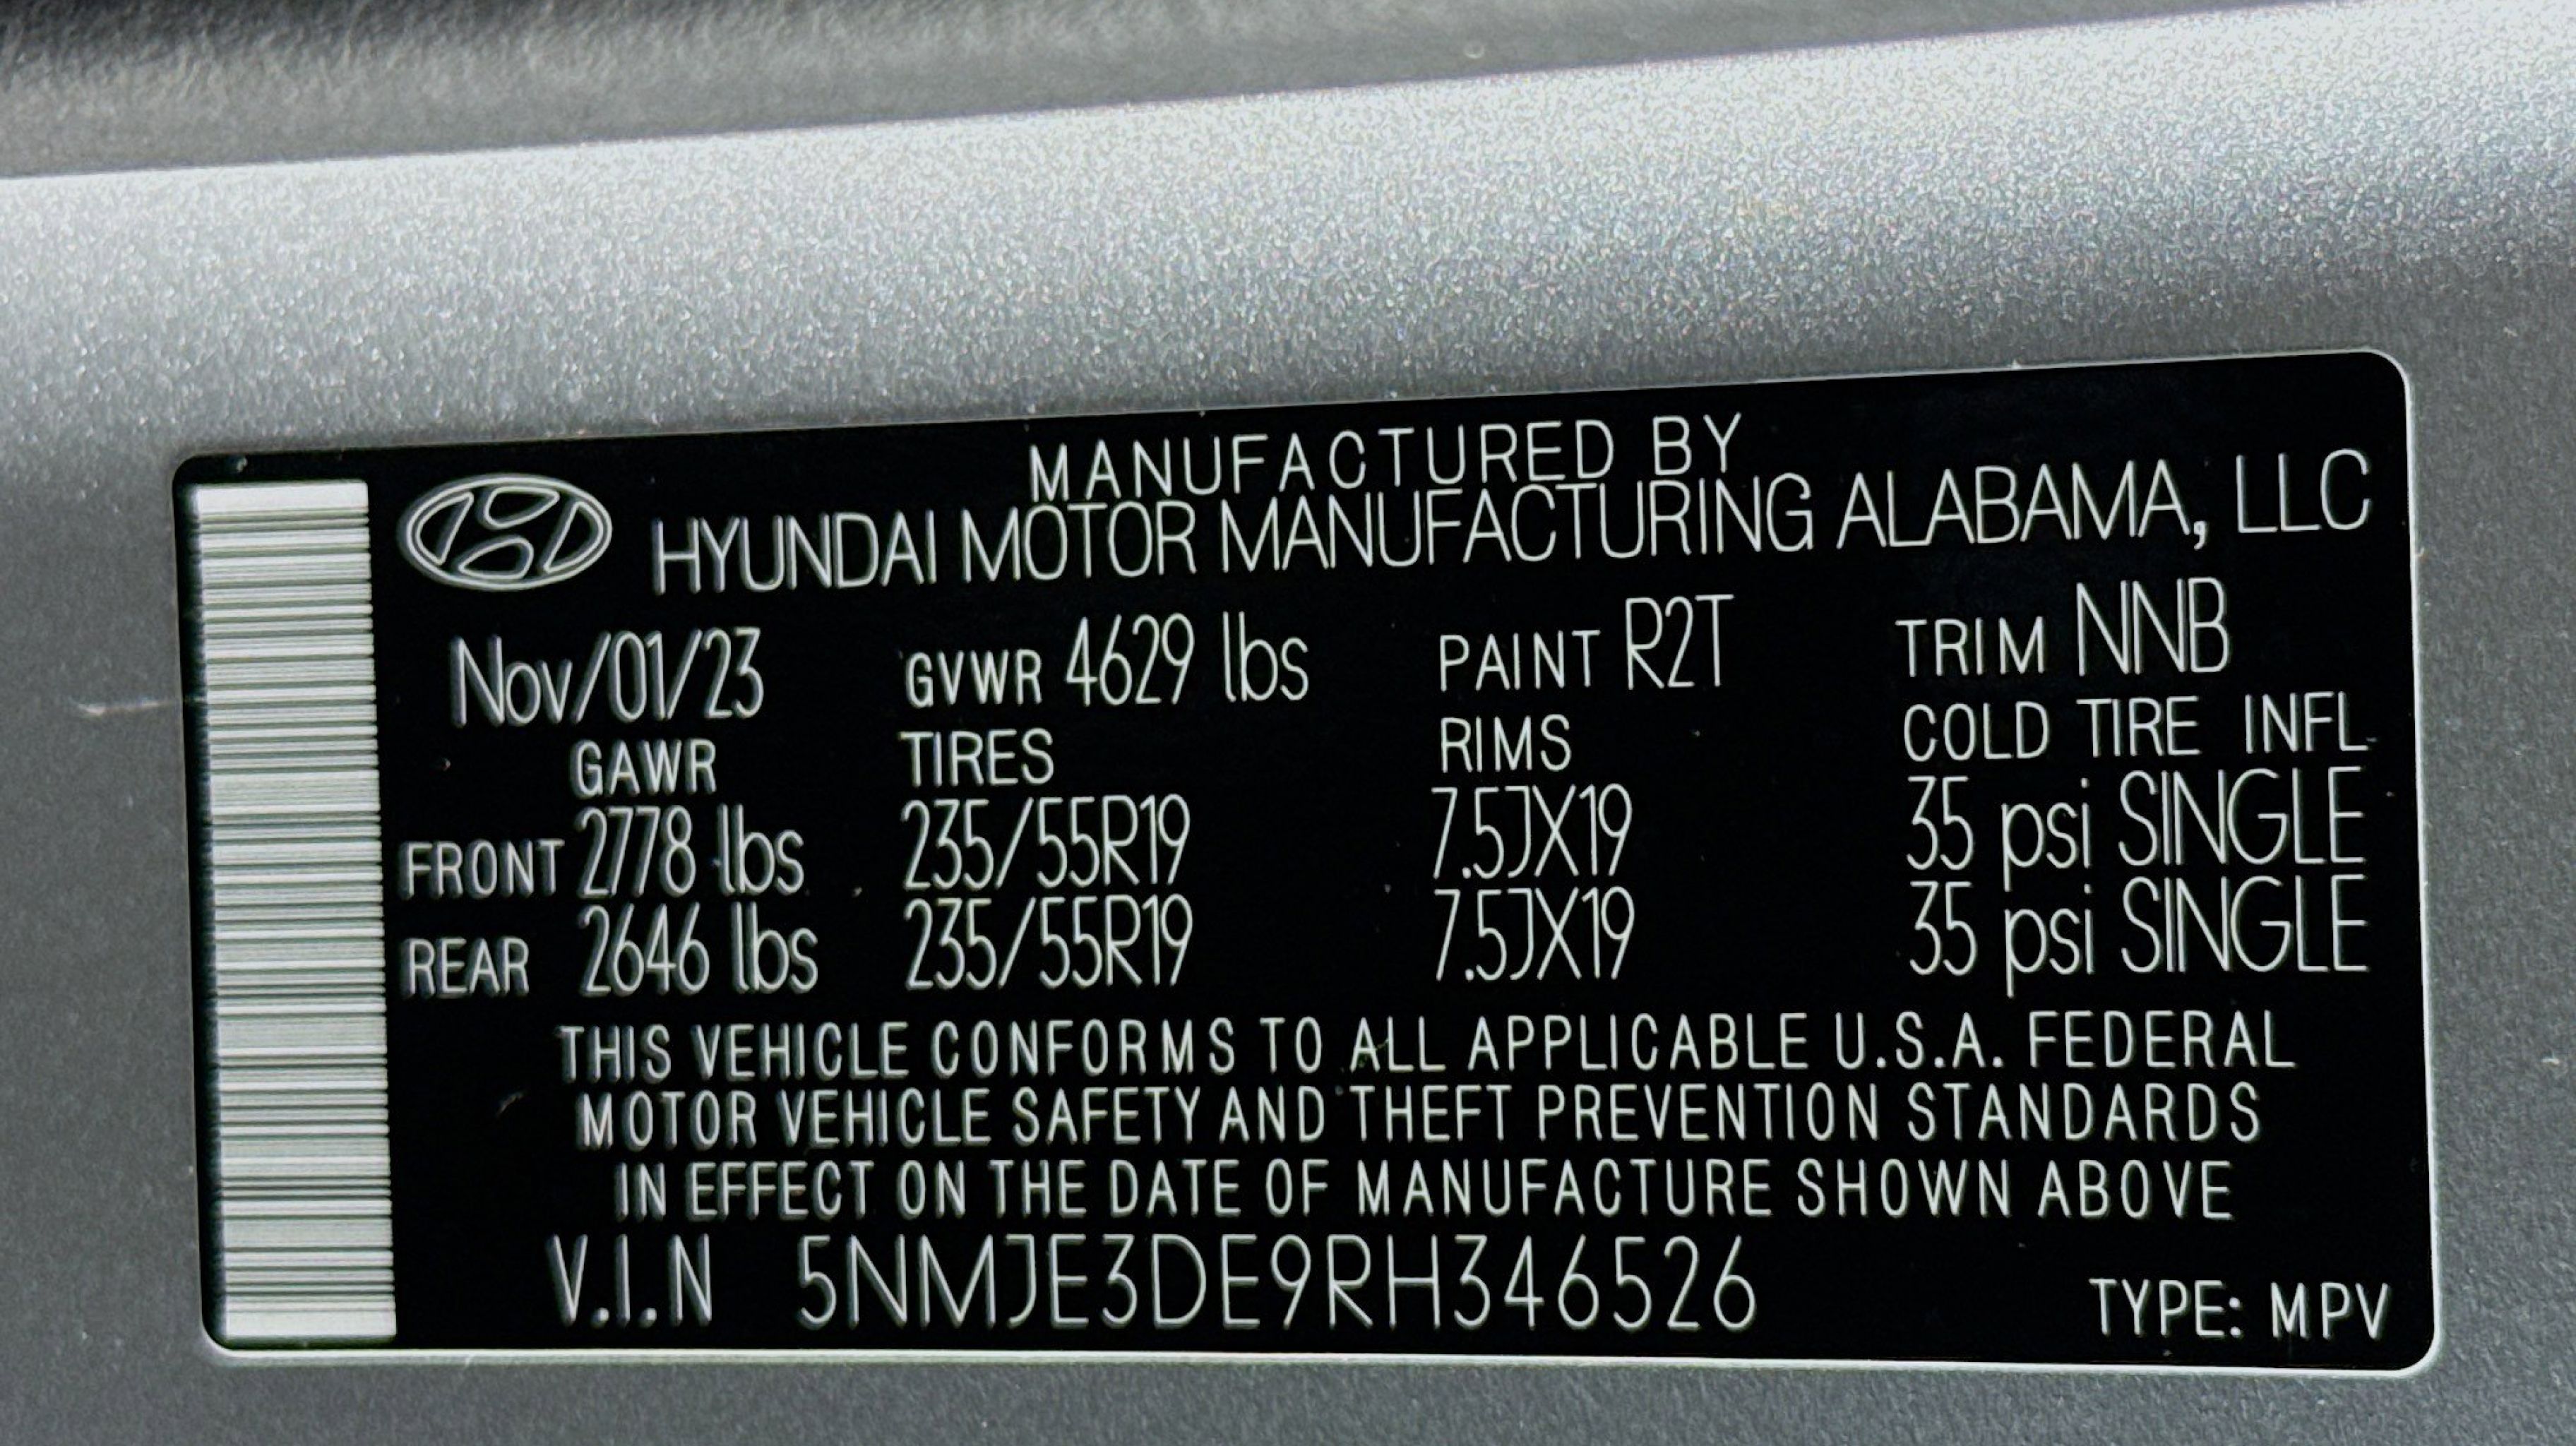 MANUFACTURED BY
HYUNDAI MOTOR MANUFACTURING ALABAMA, LLC
Nov/01/23 GVWR 4629 lbs PAINT R2T TRIM NNB
GAWR TIRES RIMS COLD TIRE INFL.
FRONT 2778 lbs 235/55R19 7.5JX19 35 psi SINGLE
REAR 2646 lbs 235/55R19 7.5JX19 35 psi SINGLE
THIS VEHICLE CONFORMS TO ALL APPLICABLE U.S.A. FEDERAL
MOTOR VEHICLE SAFETY AND THEFT PREVENTION STANDARDS
IN EFFECT ON THE DATE OF MANUFACTURE SHOWN ABOVE
V.I.N 5NMJE3DE9RH346526 TYPE: MPV